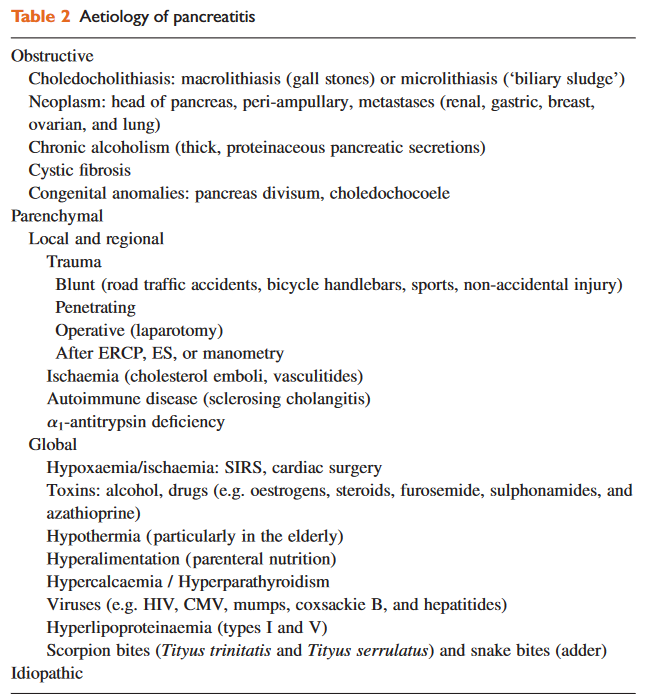 Table 2 Aetiology of pancreatitis
Obstructive
Choledocholithiasis: macrolithiasis (gall stones) or microlithiasis (‘biliary sludge’)
Neoplasm: head of pancreas, peri-ampullary, metastases (renal, gastric, breast,
ovarian, and lung)
Chronic alcoholism (thick, proteinaceous pancreatic secretions)
Cystic fibrosis
Congenital anomalies: pancreas divisum, choledochocoele
Parenchymal
Local and regional
Trauma
Blunt (road traffic accidents, bicycle handlebars, sports, non-accidental injury)
Penetrating
Operative (laparotomy)
After ERCP, ES, or manometry
Ischaemia (cholesterol emboli, vasculitides)
Autoimmune disease (sclerosing cholangitis)
α₁-antitrypsin deficiency
Global
Hypoxaemia/ischaemia: SIRS, cardiac surgery
Toxins: alcohol, drugs (e.g. oestrogens, steroids, furosemide, sulphonamides, and
azathioprine)
Hypothermia (particularly in the elderly)
Hyperalimentation (parenteral nutrition)
Hypercalcaemia / Hyperparathyroidism
Viruses (e.g. HIV, CMV, mumps, coxsackie B, and hepatitides)
Hyperlipoproteinaemia (types I and V)
Scorpion bites (Tityus trinitatis and Tityus serrulatus) and snake bites (adder)
Idiopathic